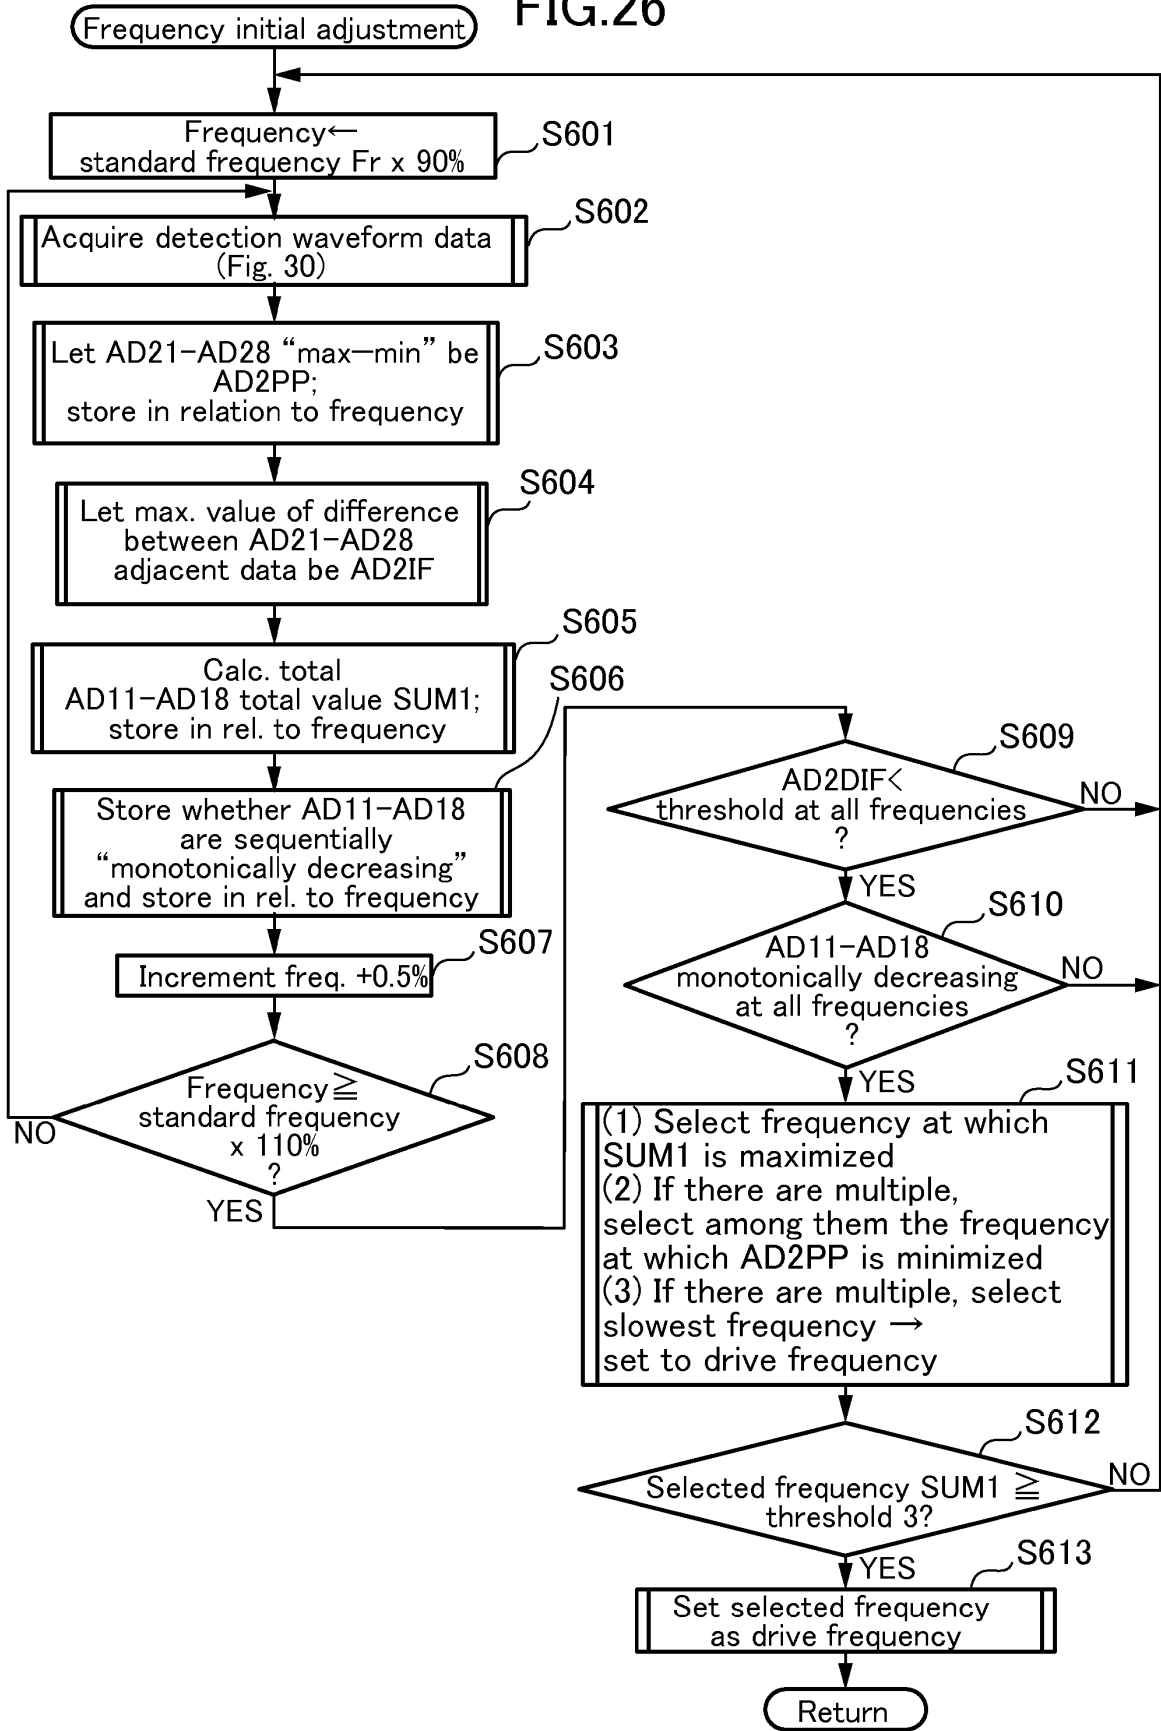 FIG.26
Frequency initial adjustment
Frequency←
standard frequency Fr x 90%
S601
Acquire detection waveform data
(Fig. 30)
S602
Let AD21-AD28 “max-min” be
AD2PP;
store in relation to frequency
S603
Let max. value of difference
between AD21-AD28
adjacent data be AD2IF
S604
Calc. total
AD11-AD18 total value SUM1;
store in rel. to frequency
S605
Store whether AD11-AD18
are sequentially
“monotonically decreasing”
and store in rel. to frequency
S606
Increment freq. +0.5%
S607
Frequency≧
standard frequency
x 110%
?
S608
NO
YES
AD2DIF<
threshold at all frequencies
?
S609
NO
YES
AD11-AD18
monotonically decreasing
at all frequencies
?
S610
NO
YES
(1) Select frequency at which
SUM1 is maximized
(2) If there are multiple,
select among them the frequency
at which AD2PP is minimized
(3) If there are multiple, select
slowest frequency →
set to drive frequency
S611
Selected frequency SUM1 ≧
threshold 3?
S612
NO
YES
Set selected frequency
as drive frequency
S613
Return